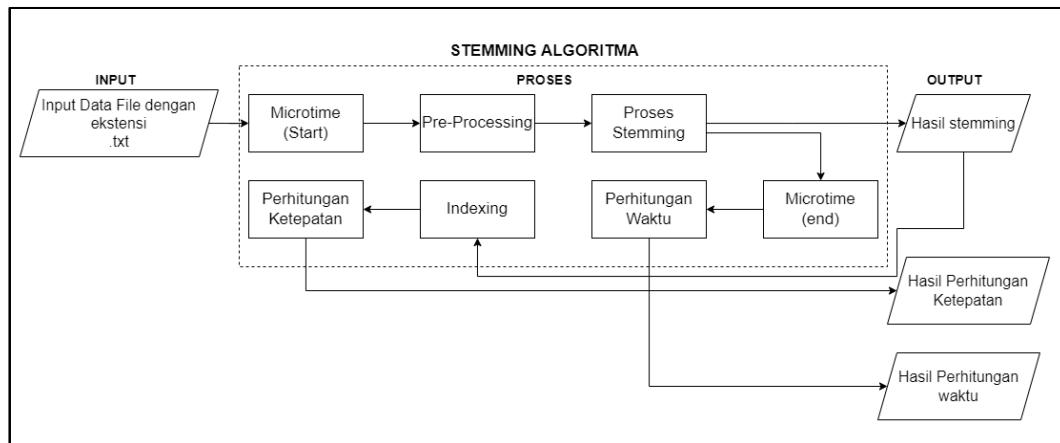 STEMMING ALGORITMA
INPUT
PROSES
OUTPUT
Input Data File dengan
ekstensi
.txt
Microtime
(Start)
Pre-Processing
Proses
Stemming
Hasil stemming
Perhitungan
Ketepatan
Indexing
Perhitungan
Waktu
Microtime
(end)
Hasil Perhitungan
Ketepatan
Hasil Perhitungan
waktu